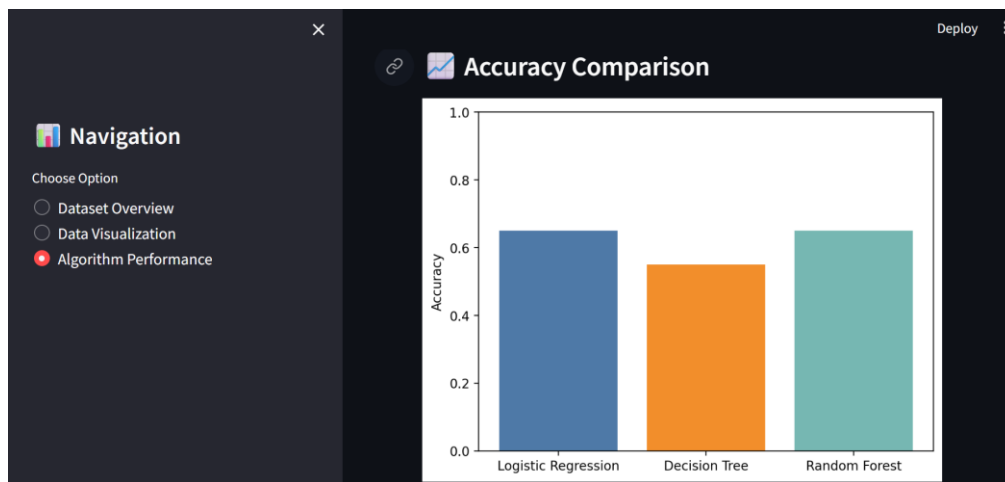 Deploy
Navigation
Choose Option
Dataset Overview
Data Visualization
Algorithm Performance
Accuracy Comparison
1.0
0.8
0.6
0.4
0.2
0.0
Accuracy
Logistic Regression Decision Tree Random Forest